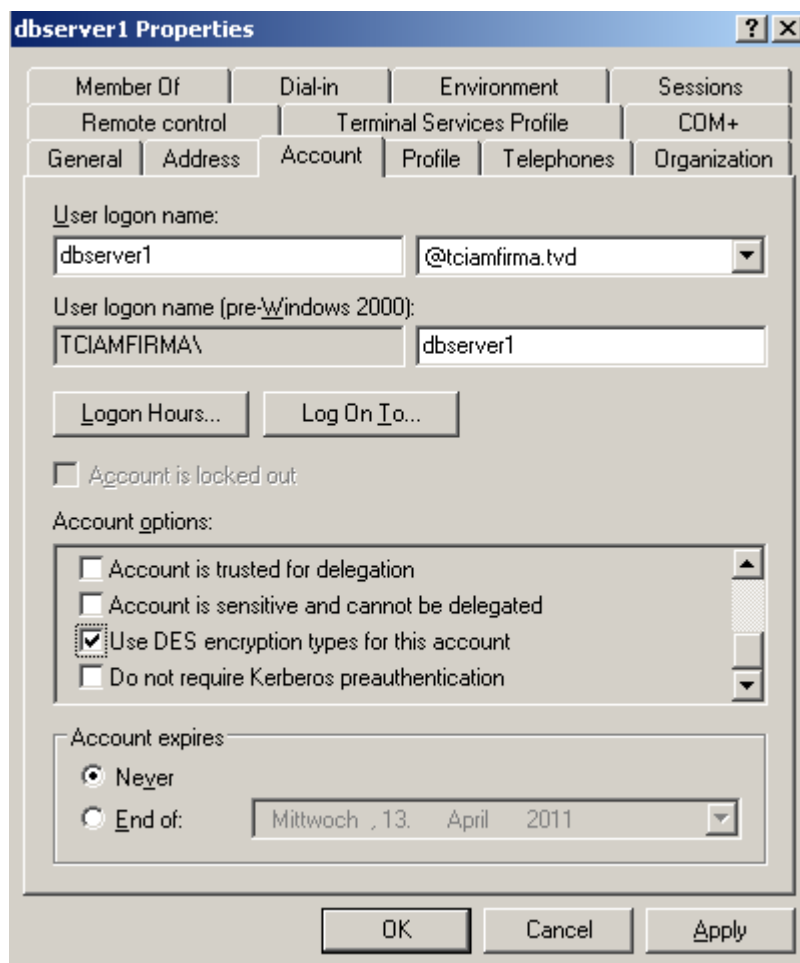 dbserver1 Properties
Member Of Dial-in Environment Sessions
Remote control Terminal Services Profile COM+
General Address Account Profile Telephones Organization
User logon name:
dbserver1 @tciamfirma.tvd
User logon name (pre-Windows 2000):
TCIAMFIRMA\ dbserver1
Logon Hours... Log On To...
Account is locked out
Account options:
Account is trusted for delegation
Account is sensitive and cannot be delegated
Use DES encryption types for this account
Do not require Kerberos preauthentication
Account expires
Never
End of: Mittwoch , 13. April 2011
OK Cancel Apply